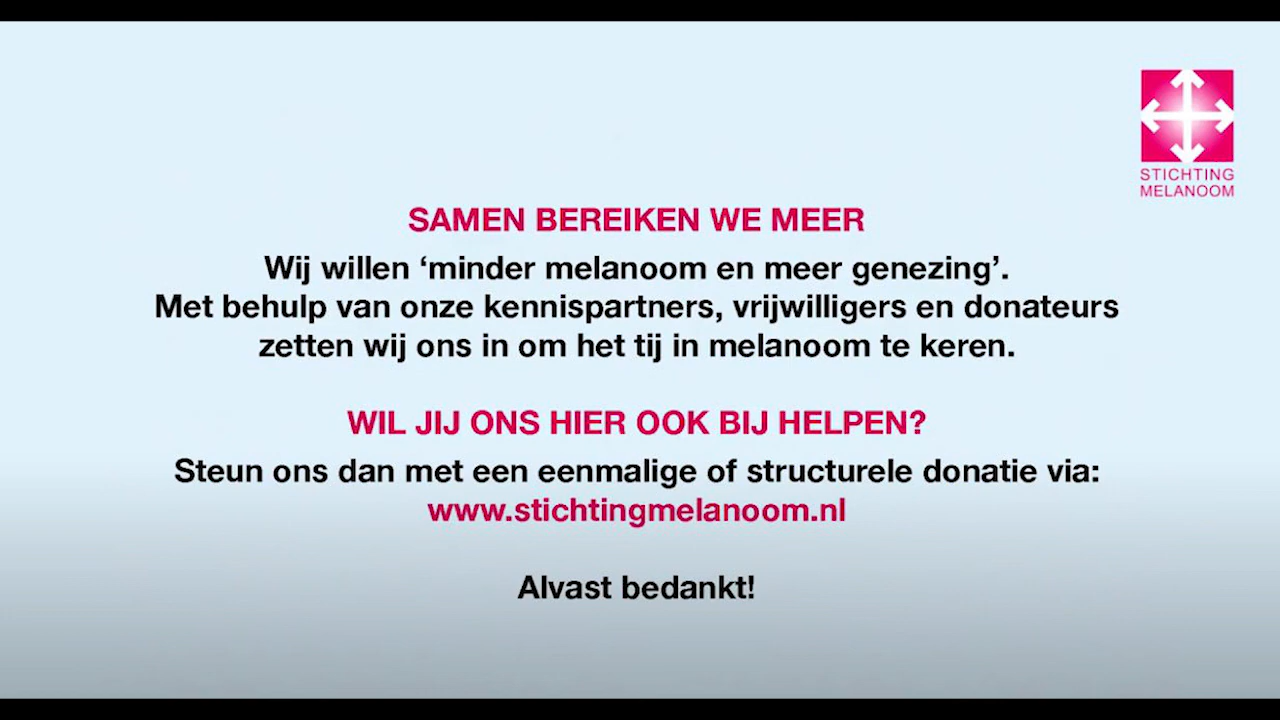 STICHTING
MELANOOM
SAMEN BEREIKEN WE MEER
Wij willen ‘minder melanoom en meer genezing’.
Met behulp van onze kennispartners, vrijwilligers en donateurs
zetten wij ons in om het tij in melanoom te keren.
WIL JIJ ONS HIER OOK BIJ HELPEN?
Steun ons dan met een eenmalige of structurele donatie via:
www.stichtingmelanoom.nl
Alvast bedankt!